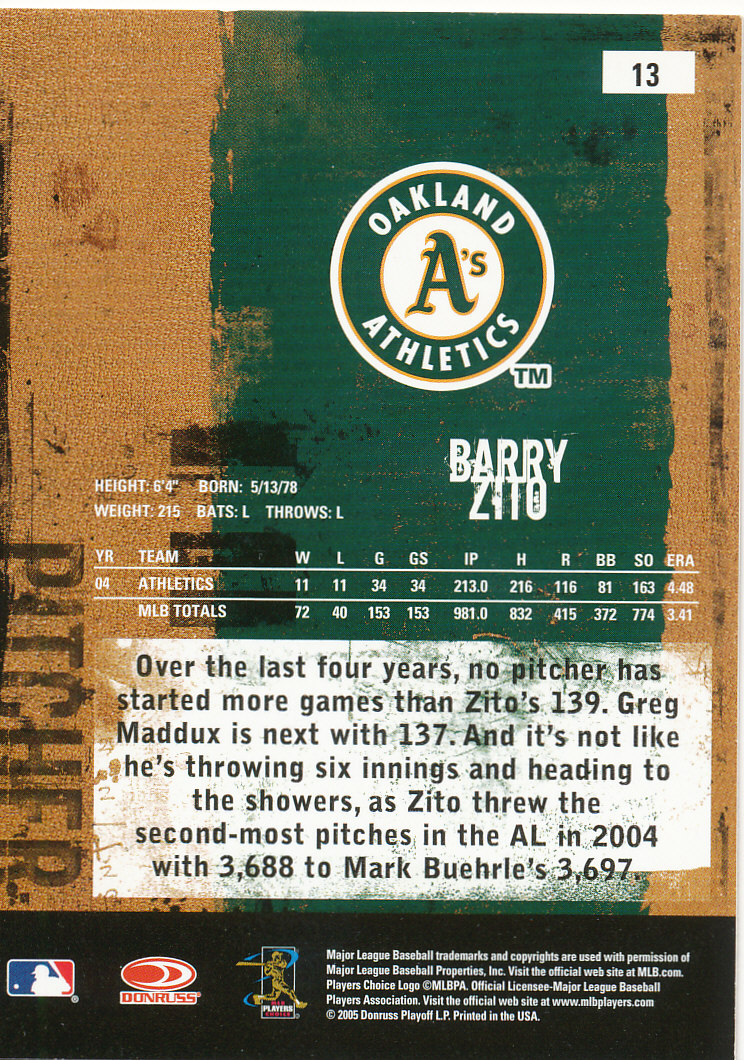 13
OAKLAND
A's
ATHLETICS
TM
BARRY
ZITO
HEIGHT: 6'4" BORN: 5/13/78
WEIGHT: 215 BATS: L THROWS: L
YR TEAM W L G GS IP H R BB SO ERA
04 ATHLETICS 11 11 34 34 213.0 216 116 81 163 4.48
MLB TOTALS 72 40 153 153 981.0 832 415 372 774 3.41
PITCHER
Over the last four years, no pitcher has
started more games than Zito's 139. Greg
Maddux is next with 137. And it's not like
he's throwing six innings and heading to
the showers, as Zito threw the
second-most pitches in the AL in 2004
with 3,688 to Mark Buehrle's 3,697.
DONRUSS®
MLB
PLAYERS
CHOICE
Major League Baseball trademarks and copyrights are used with permission of
Major League Baseball Properties, Inc. Visit the official web site at MLB.com.
Players Choice Logo ©MLBPA. Official Licensee-Major League Baseball
Players Association. Visit the official web site at www.mlbplayers.com
© 2005 Donruss Playoff L.P. Printed in the USA.